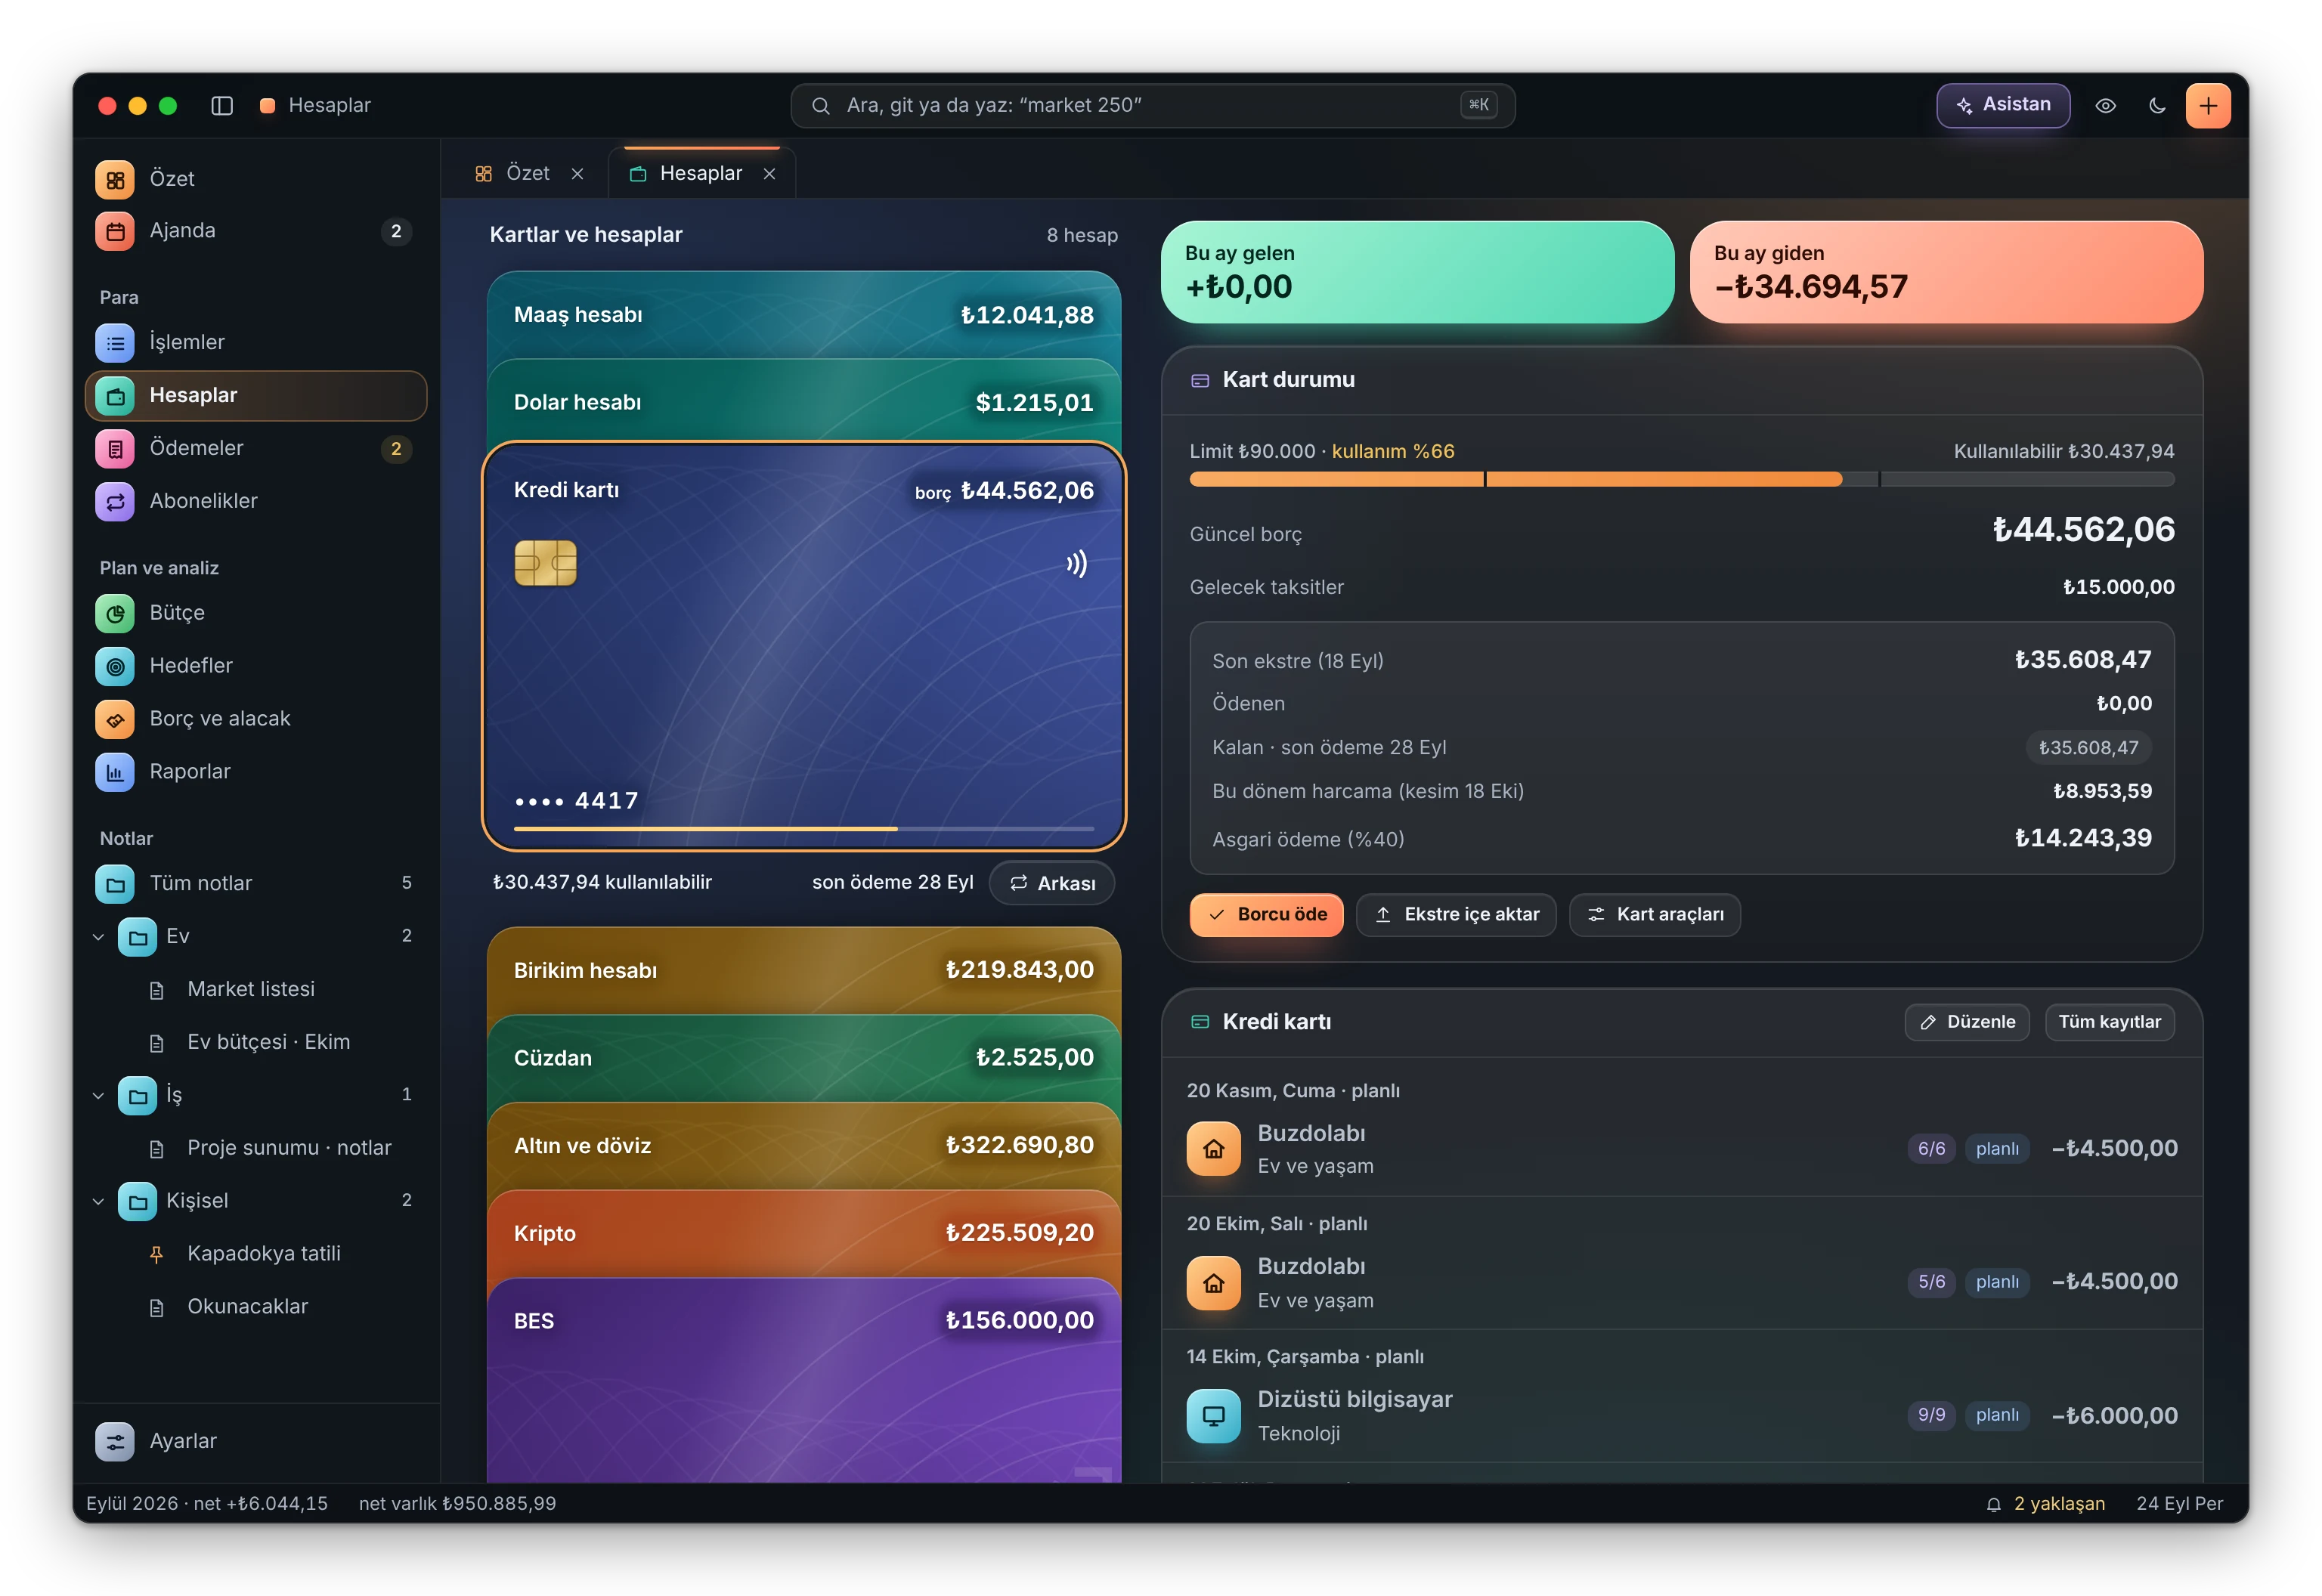 Hesaplar
Ara, git ya da yaz: “market 250”
⌘K
Asistan
Özet
Ajanda 2
Para
İşlemler
Hesaplar
Ödemeler 2
Abonelikler
Plan ve analiz
Bütçe
Hedefler
Borç ve alacak
Raporlar
Notlar
Tüm notlar 5
Ev 2
Market listesi
Ev bütçesi · Ekim
İş 1
Proje sunumu · notlar
Kişisel 2
Kapadokya tatili
Okunacaklar
Ayarlar
Özet
Hesaplar
Kartlar ve hesaplar 8 hesap
Maaş hesabı ₺12.041,88
Dolar hesabı $1.215,01
Kredi kartı borç ₺44.562,06
•••• 4417
₺30.437,94 kullanılabilir son ödeme 28 Eyl Arkası
Birikim hesabı ₺219.843,00
Cüzdan ₺2.525,00
Altın ve döviz ₺322.690,80
Kripto ₺225.509,20
BES ₺156.000,00
Bu ay gelen
+₺0,00
Bu ay giden
−₺34.694,57
Kart durumu
Limit ₺90.000 · kullanım %66 Kullanılabilir ₺30.437,94
Güncel borç ₺44.562,06
Gelecek taksitler ₺15.000,00
Son ekstre (18 Eyl) ₺35.608,47
Ödenen ₺0,00
Kalan · son ödeme 28 Eyl ₺35.608,47
Bu dönem harcama (kesim 18 Eki) ₺8.953,59
Asgari ödeme (%40) ₺14.243,39
Borcu öde Ekstre içe aktar Kart araçları
Kredi kartı Düzenle Tüm kayıtlar
20 Kasım, Cuma · planlı
Buzdolabı
Ev ve yaşam
6/6 planlı −₺4.500,00
20 Ekim, Salı · planlı
Buzdolabı
Ev ve yaşam
5/6 planlı −₺4.500,00
14 Ekim, Çarşamba · planlı
Dizüstü bilgisayar
Teknoloji
9/9 planlı −₺6.000,00
Eylül 2026 · net +₺6.044,15 net varlık ₺950.885,99
2 yaklaşan 24 Eyl Per